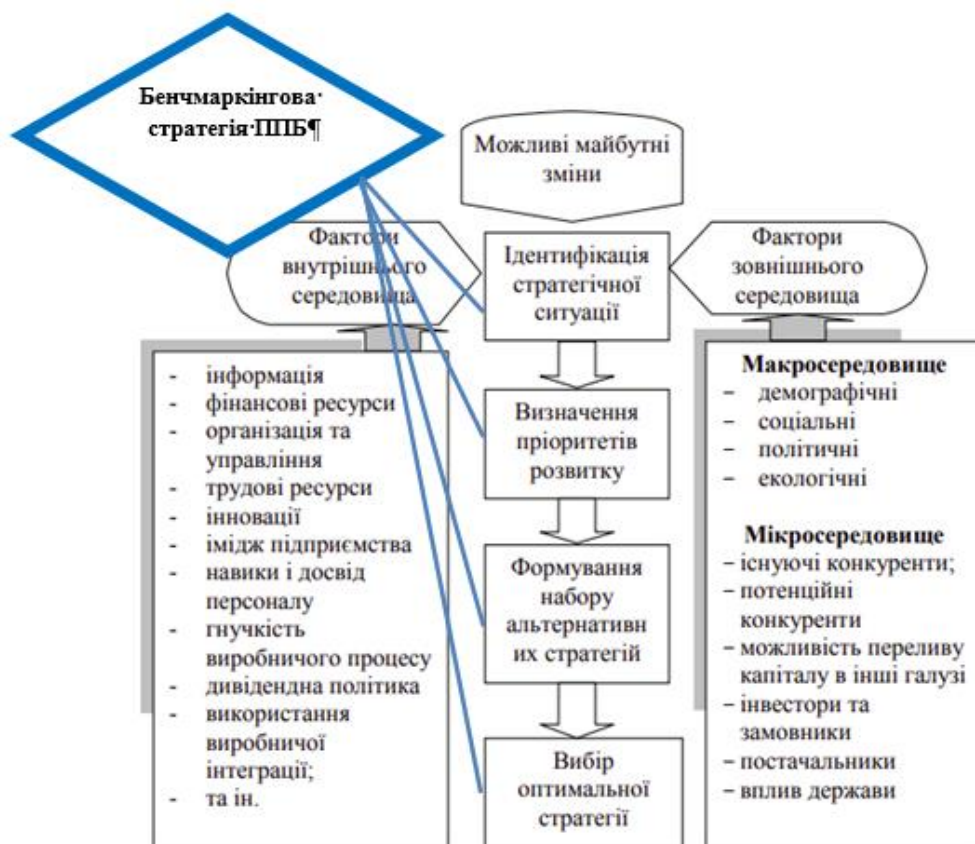 Бенчмаркінгова·
стратегія·ППБ¶
Можливі майбутні
зміни
Фактори
внутрішнього
середовища
Ідентифікація
стратегічної
ситуації
Фактори
зовнішнього
середовища
- інформація
- фінансові ресурси
- організація та
управління
- трудові ресурси
- інновації
- імідж підприємства
- навики і досвід
персоналу
- гнучкість
виробничого процесу
- дивідендна політика
- використання
виробничої
інтеграції;
- та ін.
Визначення
пріоритетів
розвитку
Формування
набору
альтернативн
их стратегій
Вибір
оптимальної
стратегії
Макросередовище
− демографічні
− соціальні
− політичні
− екологічні
Мікросередовище
− існуючі конкуренти;
− потенційні
конкуренти
− можливість переливу
капіталу в інші галузі
− інвестори та
замовники
− постачальники
− вплив держави